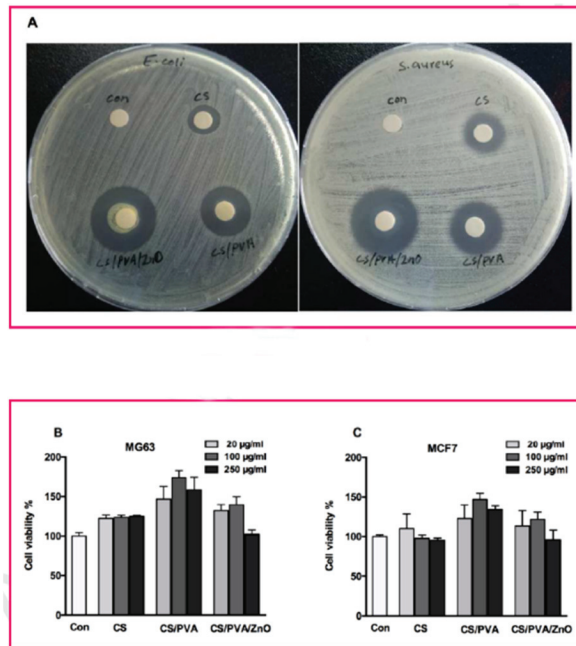 A
E-coli
con
CS
CS/PVA/ZnO
CS/PVA
S. aureus
con
CS
CS/PVA/ZnO
CS/PVA
B
MG63
20 µg/ml
100 µg/ml
250 µg/ml
Cell viability %
200
150
100
50
0
Con
CS
CS/PVA
CS/PVA/ZnO
C
MCF7
20 µg/ml
100 µg/ml
250 µg/ml
Cell viability %
200
150
100
50
0
Con
CS
CS/PVA
CS/PVA/ZnO